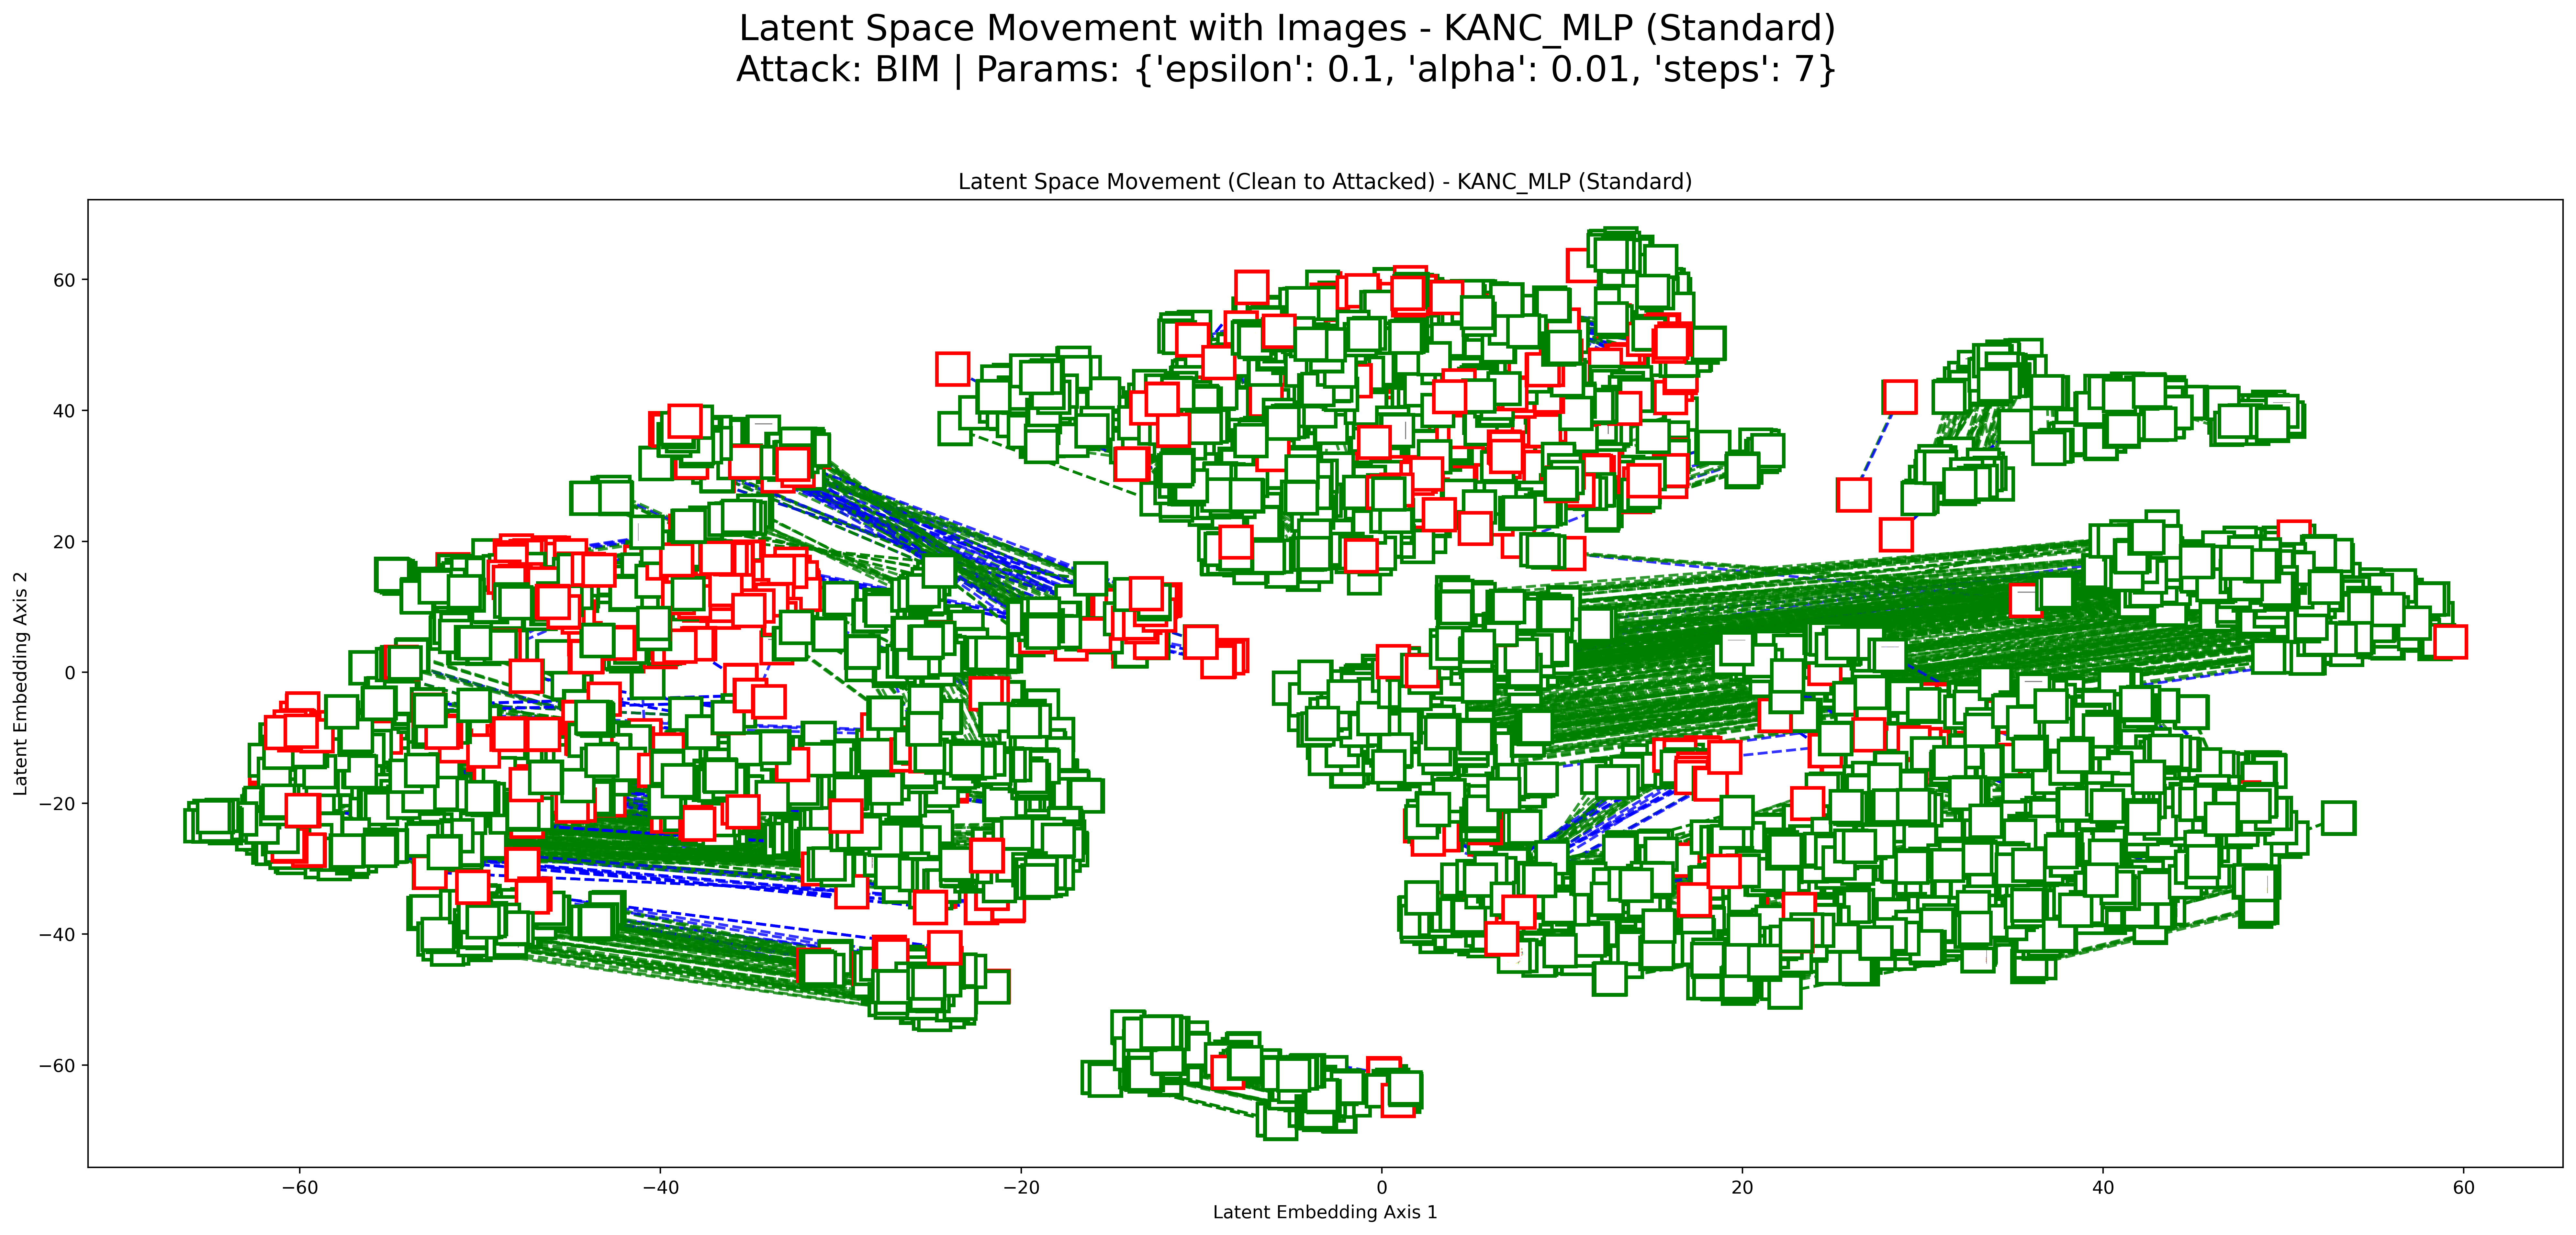 Latent Space Movement with Images - KANC_MLP (Standard)
Attack: BIM | Params: {'epsilon': 0.1, 'alpha': 0.01, 'steps': 7}
Latent Space Movement (Clean to Attacked) - KANC_MLP (Standard)
Latent Embedding Axis 2
60
40
20
0
−20
−40
−60
−60
−40
−20
0
20
40
60
Latent Embedding Axis 1